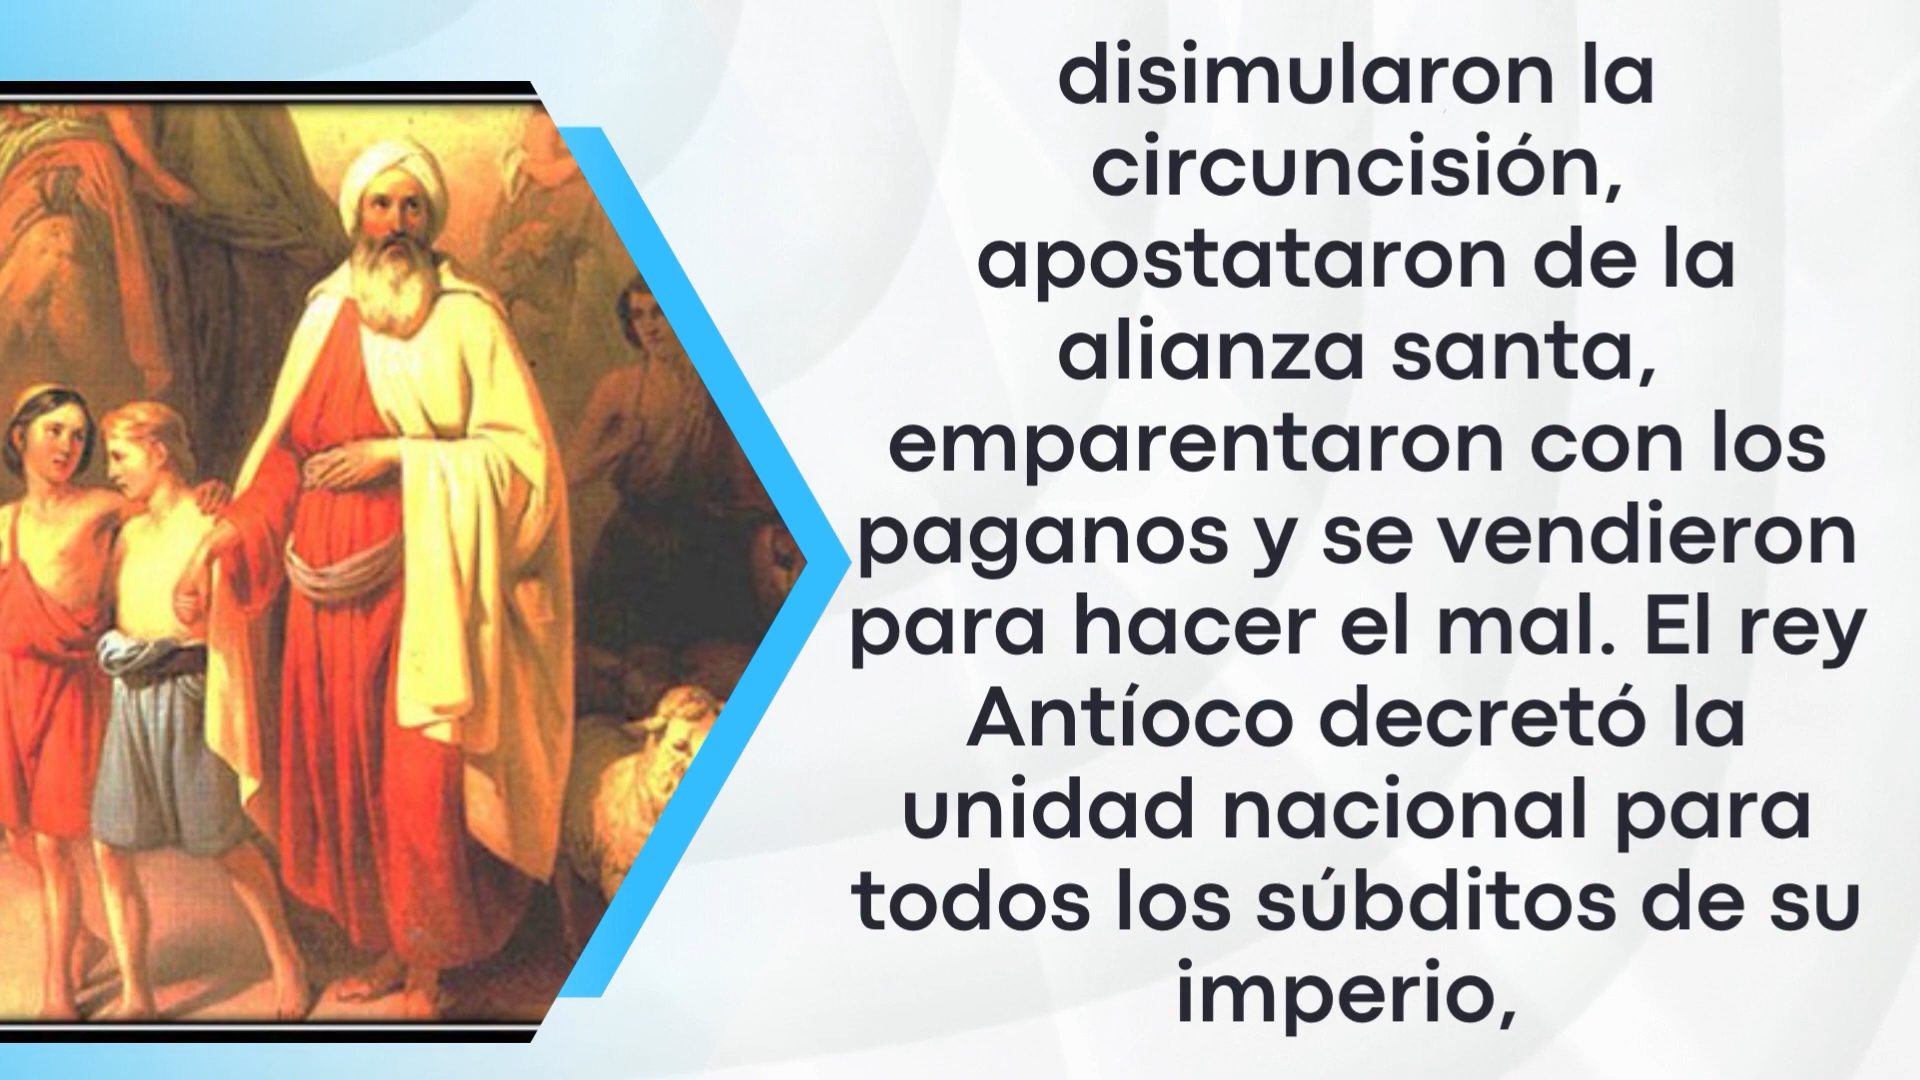 disimularon la
circuncisión,
apostataron de la
alianza santa,
emparentaron con los
paganos y se vendieron
para hacer el mal. El rey
Antíoco decretó la
unidad nacional para
todos los súbditos de su
imperio,